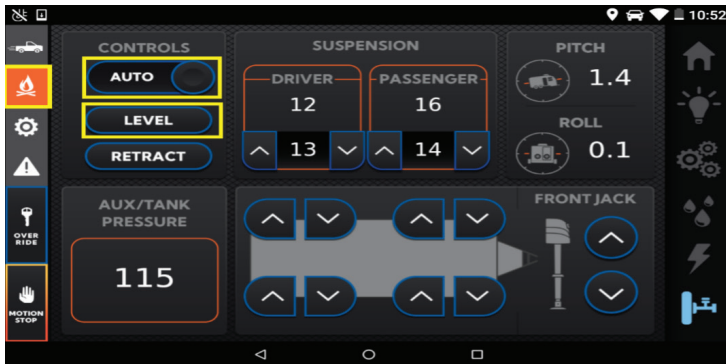 10:52
CONTROLS
AUTO
LEVEL
RETRACT
SUSPENSION
DRIVER
12
13
PASSENGER
16
14
PITCH
1.4
ROLL
0.1
OVER
RIDE
MOTION
STOP
AUX/TANK
PRESSURE
115
FRONT JACK